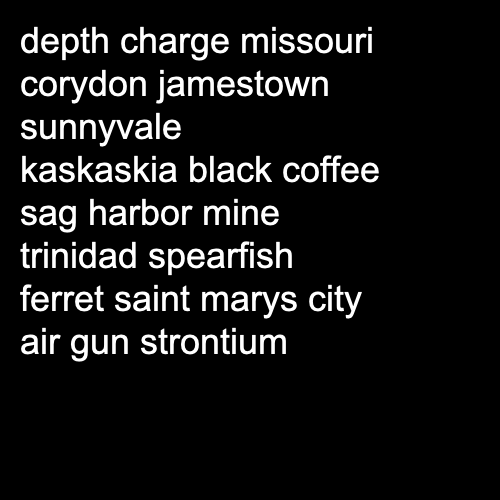 depth charge missouri
corydon jamestown
sunnyvale
kaskaskia black coffee
sag harbor mine
trinidad spearfish
ferret saint marys city
air gun strontium